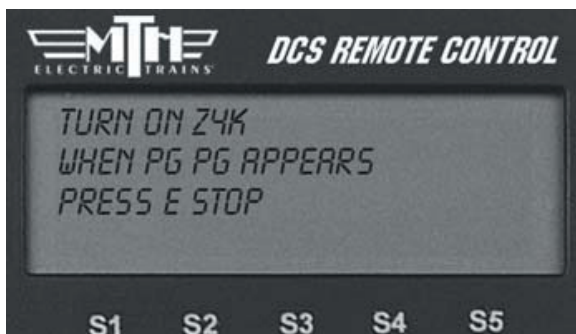 MTH
ELECTRIC TRAINS
DCS REMOTE CONTROL
TURN ON Z4K
WHEN PG PG APPEARS
PRESS E STOP
S1 S2 S3 S4 S5